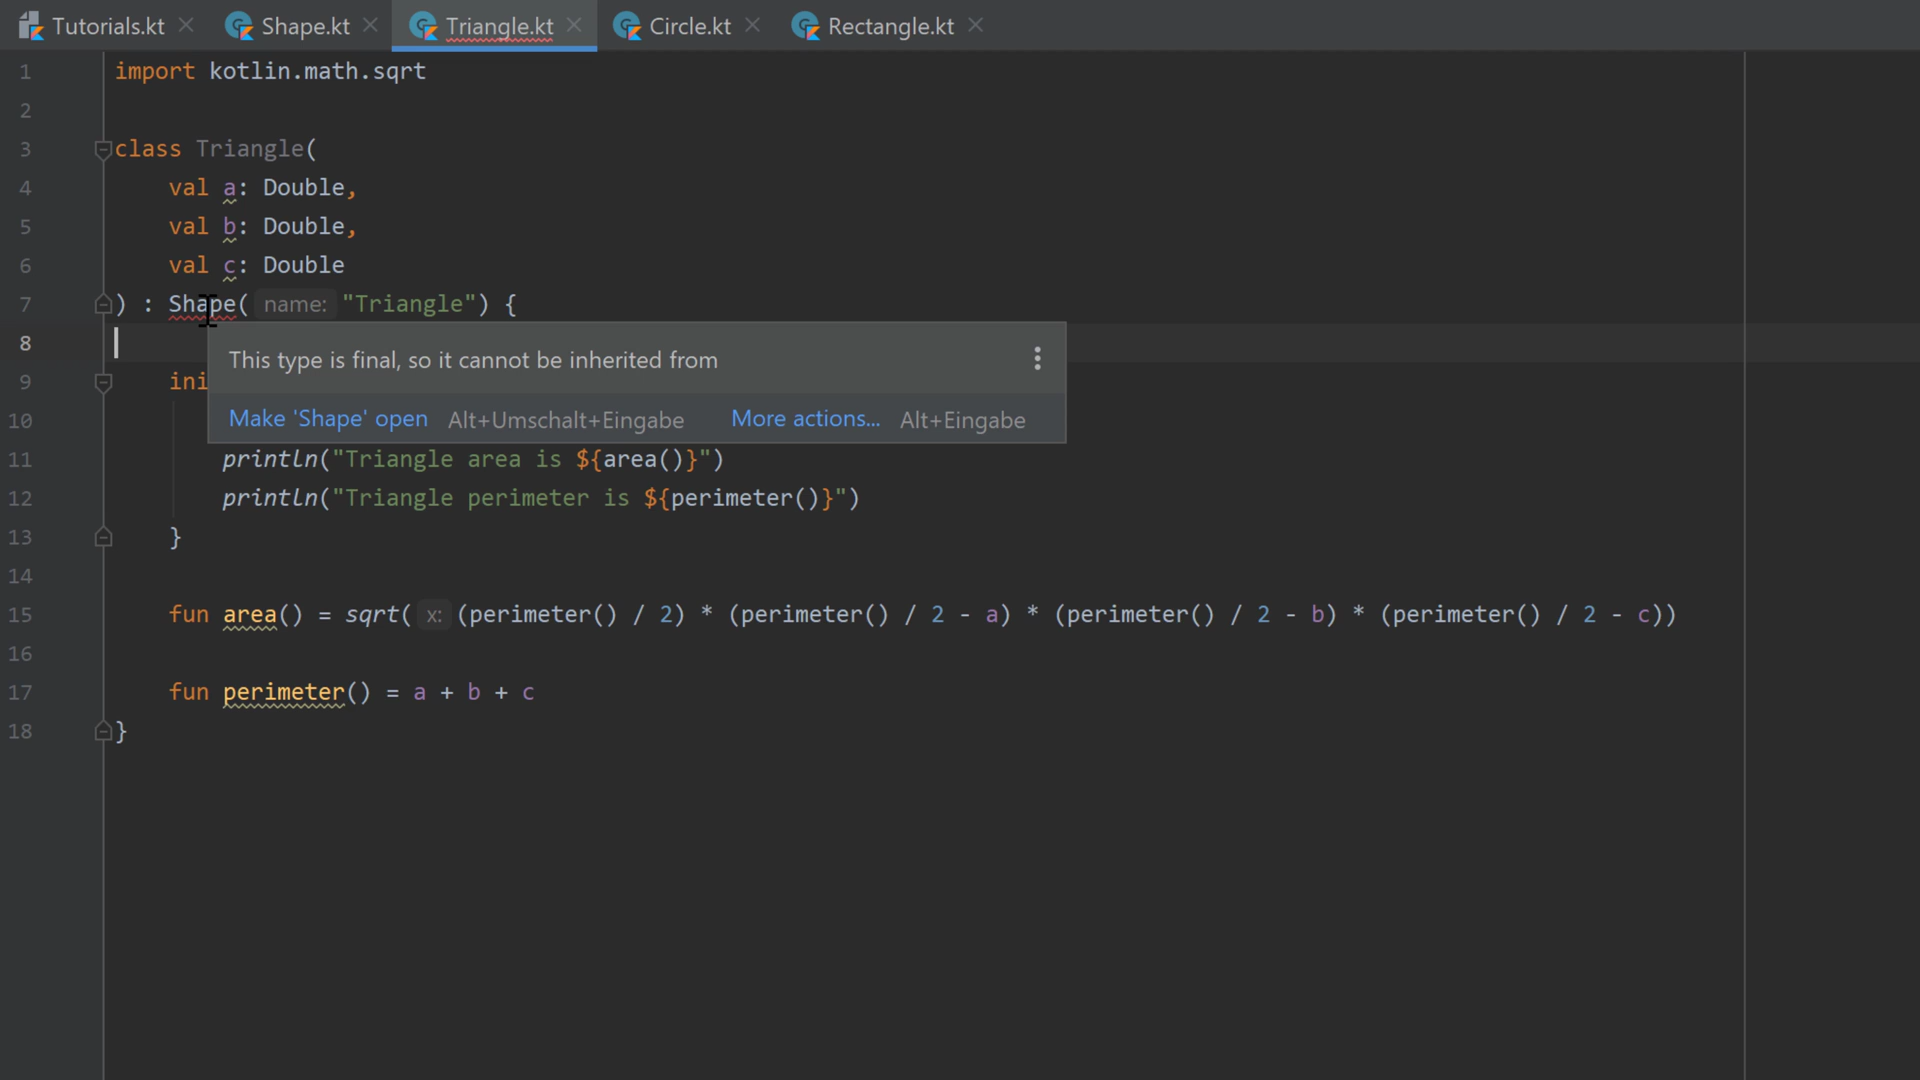 Tutorials.kt Shape.kt Triangle.kt Circle.kt Rectangle.kt
1 import kotlin.math.sqrt
2
3 class Triangle(
4 val a: Double,
5 val b: Double,
6 val c: Double
7 ) : Shape( name: "Triangle") {
8
This type is final, so it cannot be inherited from
9 ini
10 Make 'Shape' open Alt+Umschalt+Eingabe More actions... Alt+Eingabe
11 println("Triangle area is ${area()}")
12 println("Triangle perimeter is ${perimeter()}")
13 }
14
15 fun area() = sqrt( x: (perimeter() / 2) * (perimeter() / 2 - a) * (perimeter() / 2 - b) * (perimeter() / 2 - c))
16
17 fun perimeter() = a + b + c
18 }